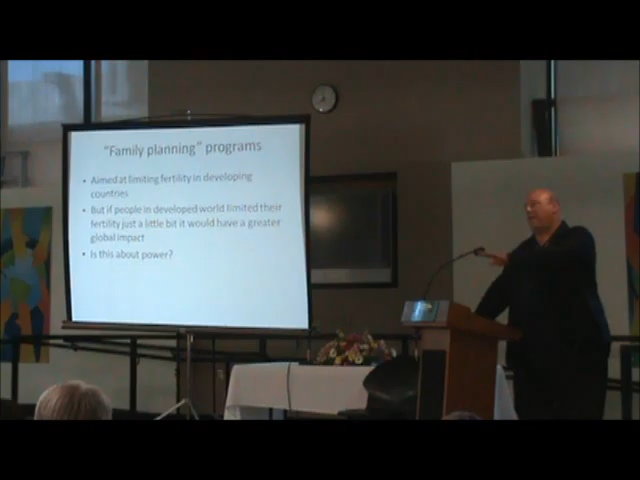 “Family planning” programs
• Aimed at limiting fertility in developing
countries
• But if people in developed world limited their
fertility just a little bit it would have a greater
global impact
• Is this about power?